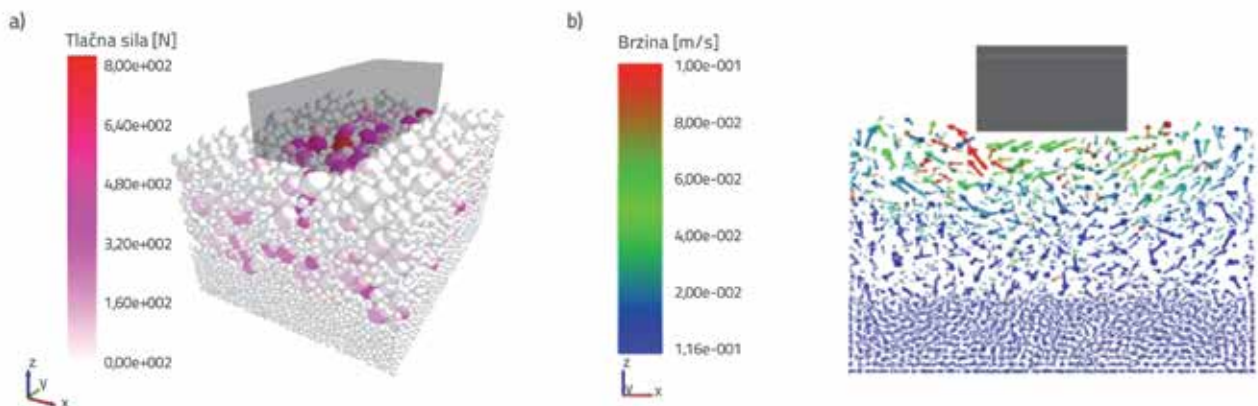 a)
Tlačna sila [N]
8,00e+002
6,40e+002
4,80e+002
3,20e+002
1,60e+002
0,00e+002
z
y
x
b)
Brzina [m/s]
1,00e-001
8,00e-002
6,00e-002
4,00e-002
2,00e-002
1,16e-001
z
y
x